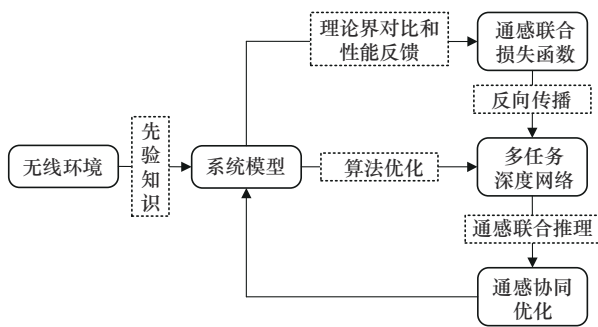 理论界对比和
性能反馈
通感联合
损失函数
反向传播
无线环境
先
验
知
识
系统模型
算法优化
多任务
深度网络
通感联合推理
通感协同
优化